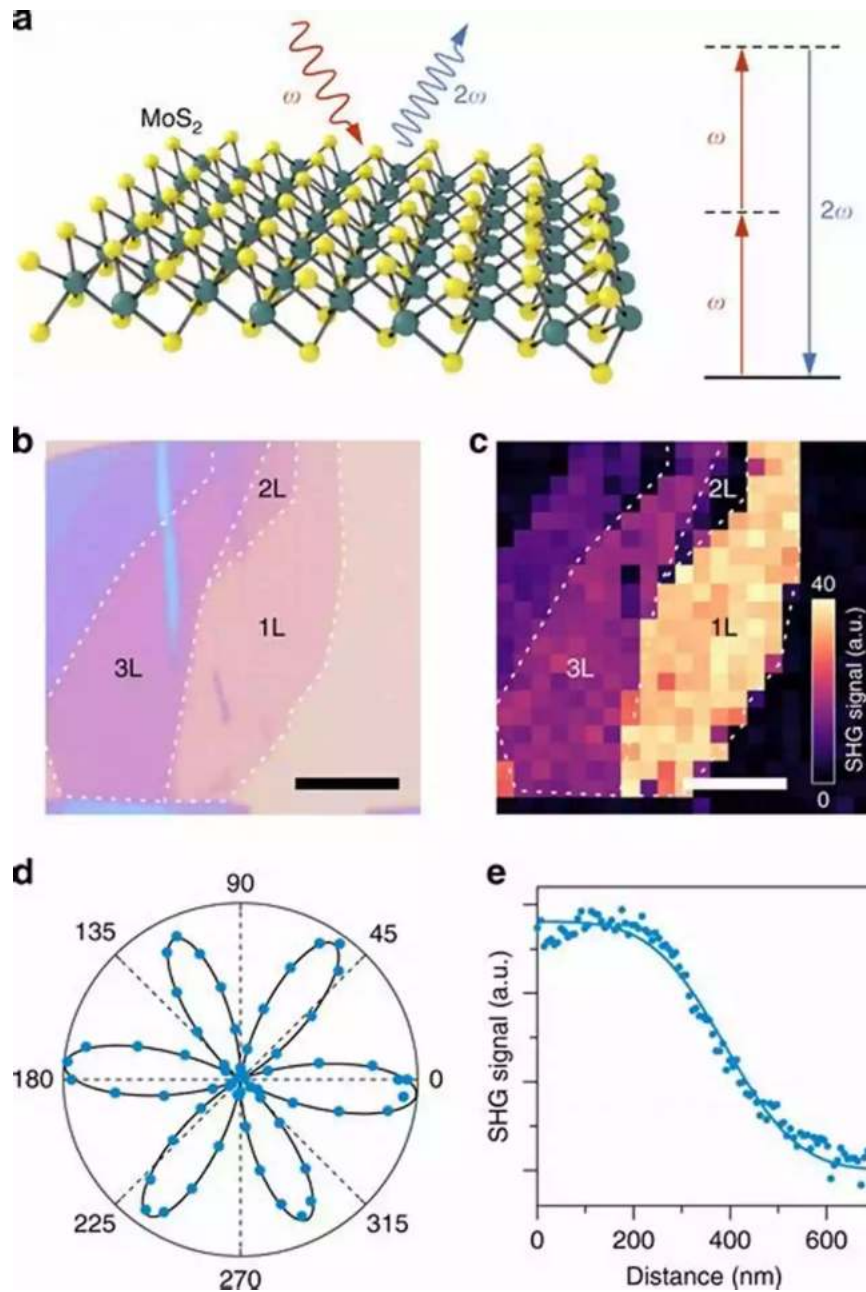 a
MoS2
ω
2ω
ω
2ω
ω
b
2L
1L
3L
c
2L
40
1L
3L
SHG signal (a.u.)
0
d
90
135
45
180
0
225
315
270
e
SHG signal (a.u.)
0
200
400
600
Distance (nm)